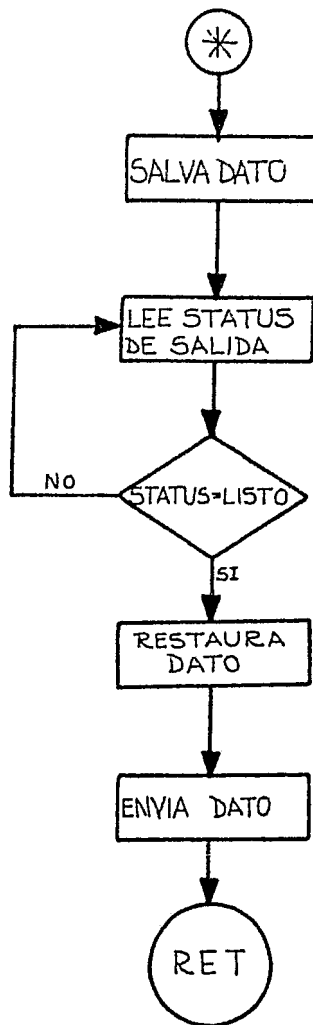 *
SALVA DATO
LEE STATUS
DE SALIDA
STATUS=LISTO
NO
SI
RESTAURA
DATO
ENVIA DATO
RET